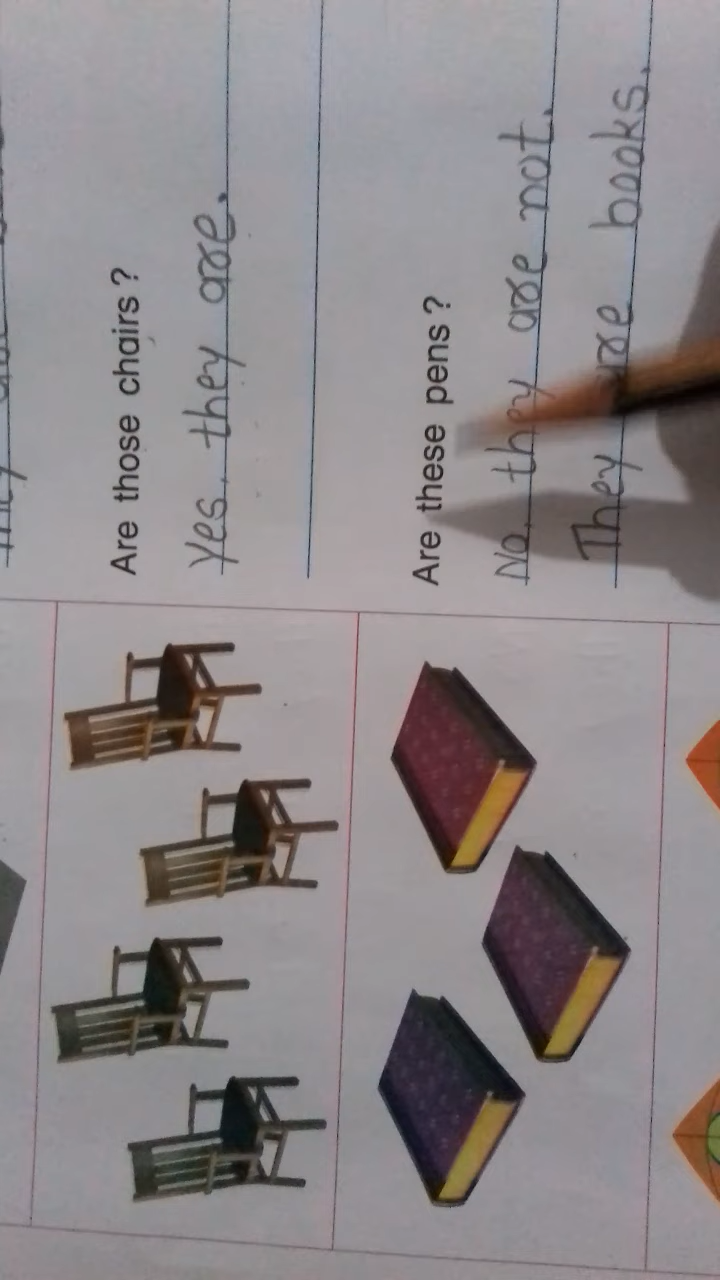 Are those chairs ?
Yes, they are.
Are these pens ?
No, they are not.
They are books.